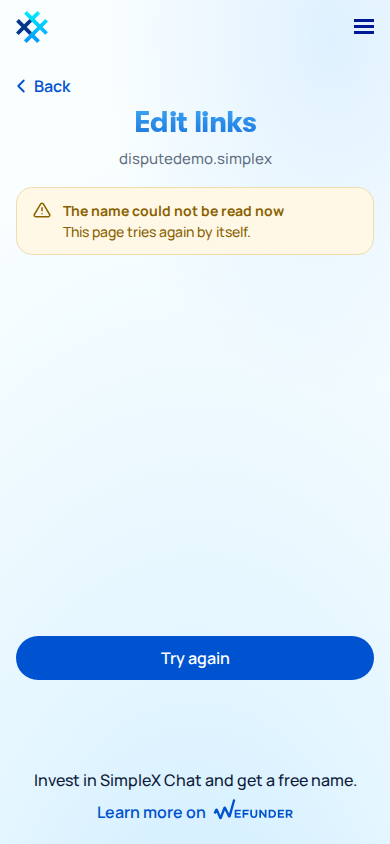 Back
Edit links
disputedemo.simplex
The name could not be read now
This page tries again by itself.
Try again
Invest in SimpleX Chat and get a free name.
Learn more on WEFUNDER